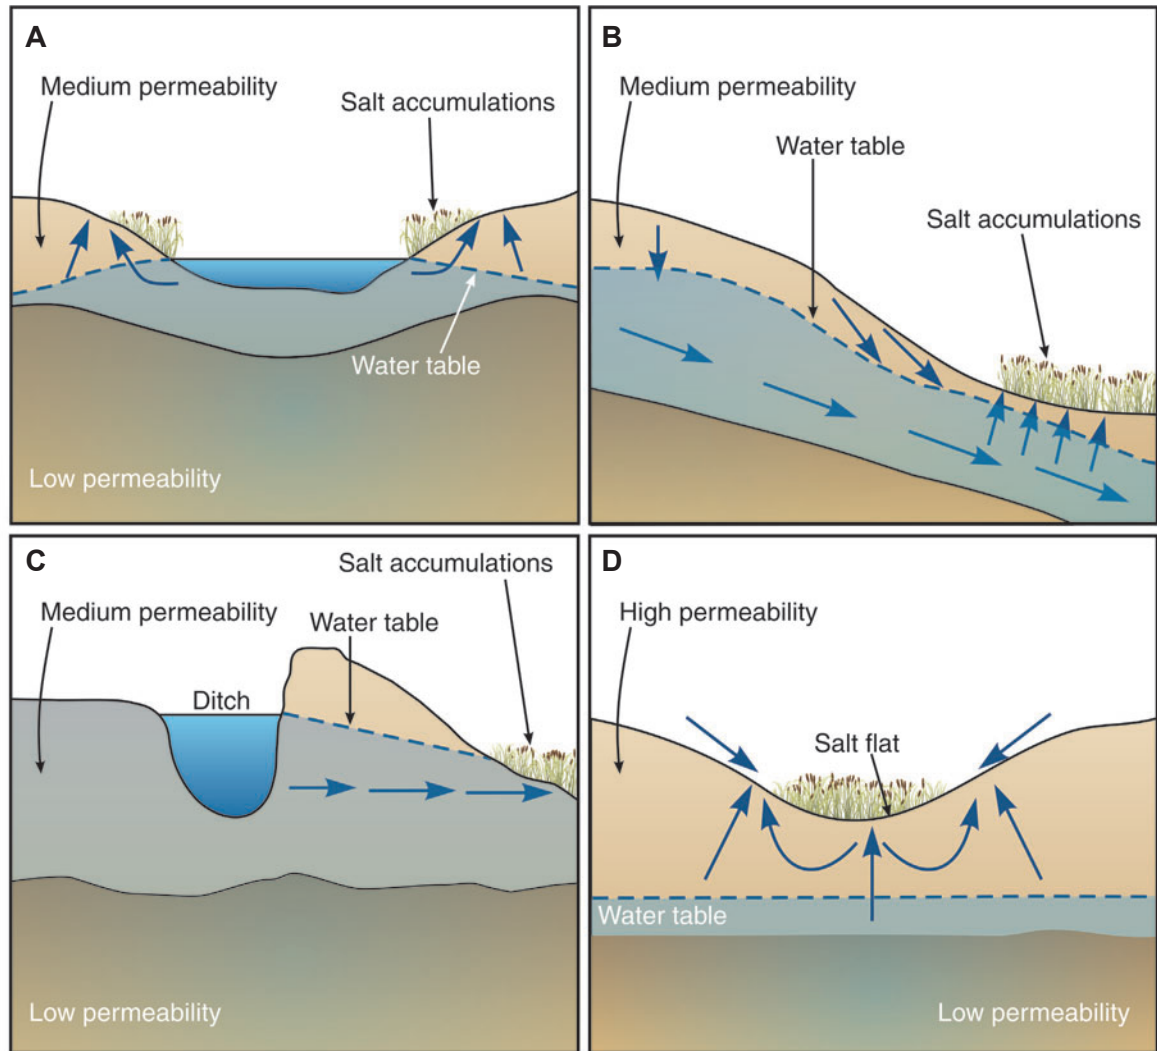 A
Medium permeability
Salt accumulations
Water table
Low permeability
B
Medium permeability
Water table
Salt accumulations
C
Salt accumulations
Medium permeability
Water table
Ditch
Low permeability
D
High permeability
Salt flat
Water table
Low permeability